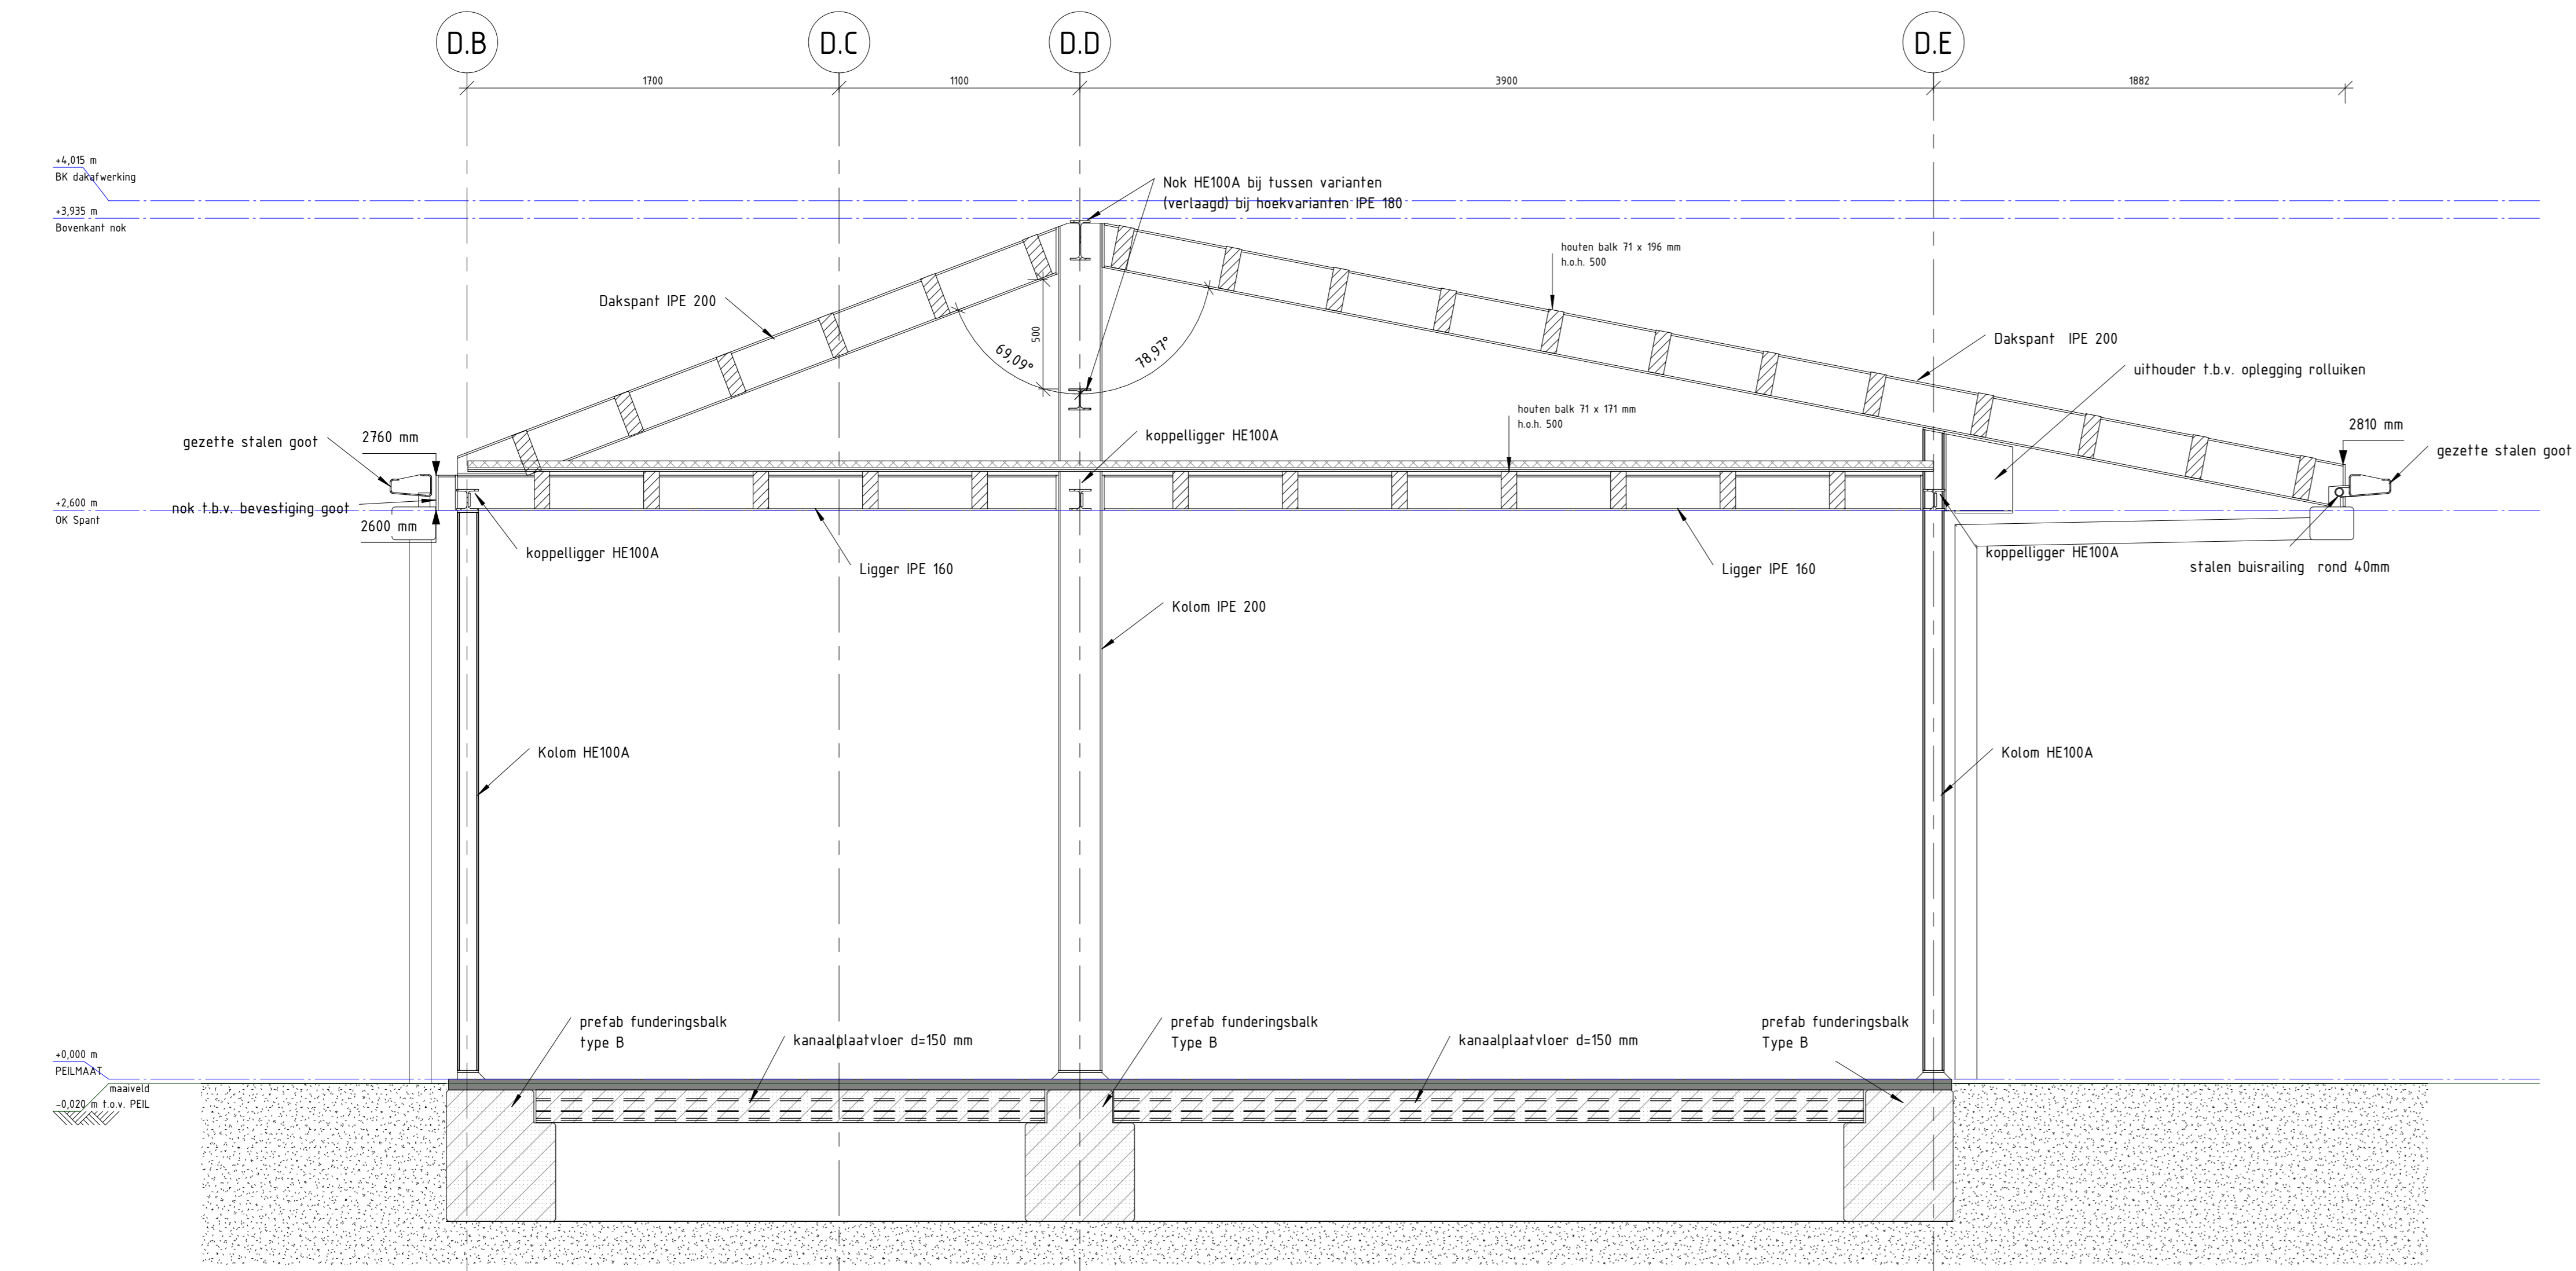 D.B
D.C
D.D
D.E
1700
1100
3900
1882
+4,015 m
BK dakafwerking
+3,935 m
Bovenkant nok
Nok HE100A bij tussen varianten
(verlaagd) bij hoekvarianten IPE 180
houten balk 71 x 196 mm
h.o.h. 500
Dakspant IPE 200
500
69,09°
78,97°
Dakspant IPE 200
uithouder t.b.v. oplegging rolluiken
houten balk 71 x 171 mm
h.o.h. 500
koppelligger HE100A
2760 mm
gezette stalen goot
2810 mm
gezette stalen goot
+2,600 m
OK Spant
nok t.b.v. bevestiging goot
2600 mm
koppelligger HE100A
Ligger IPE 160
Ligger IPE 160
koppelligger HE100A
stalen buisrailing rond 40mm
Kolom IPE 200
Kolom HE100A
Kolom HE100A
prefab funderingsbalk
type B
kanaalplaatvloer d=150 mm
prefab funderingsbalk
Type B
kanaalplaatvloer d=150 mm
prefab funderingsbalk
Type B
+0,000 m
PEILMAAT
maaiveld
-0,020 m t.o.v. PEIL